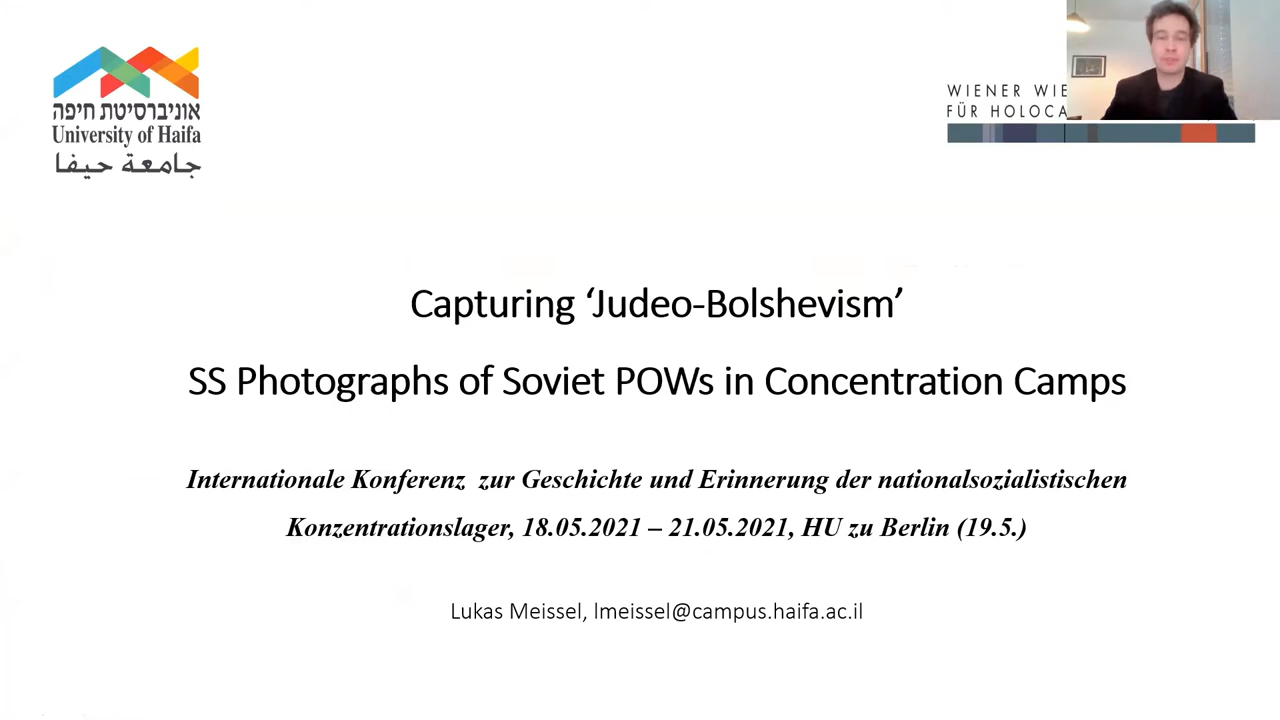 אוניברסיטת חיפה
University of Haifa
جامعة حيفا
WIENER WIE
FÜR HOLOCA
Capturing ‘Judeo-Bolshevism’
SS Photographs of Soviet POWs in Concentration Camps
Internationale Konferenz zur Geschichte und Erinnerung der nationalsozialistischen
Konzentrationslager, 18.05.2021 – 21.05.2021, HU zu Berlin (19.5.)
Lukas Meissel, lmeissel@campus.haifa.ac.il